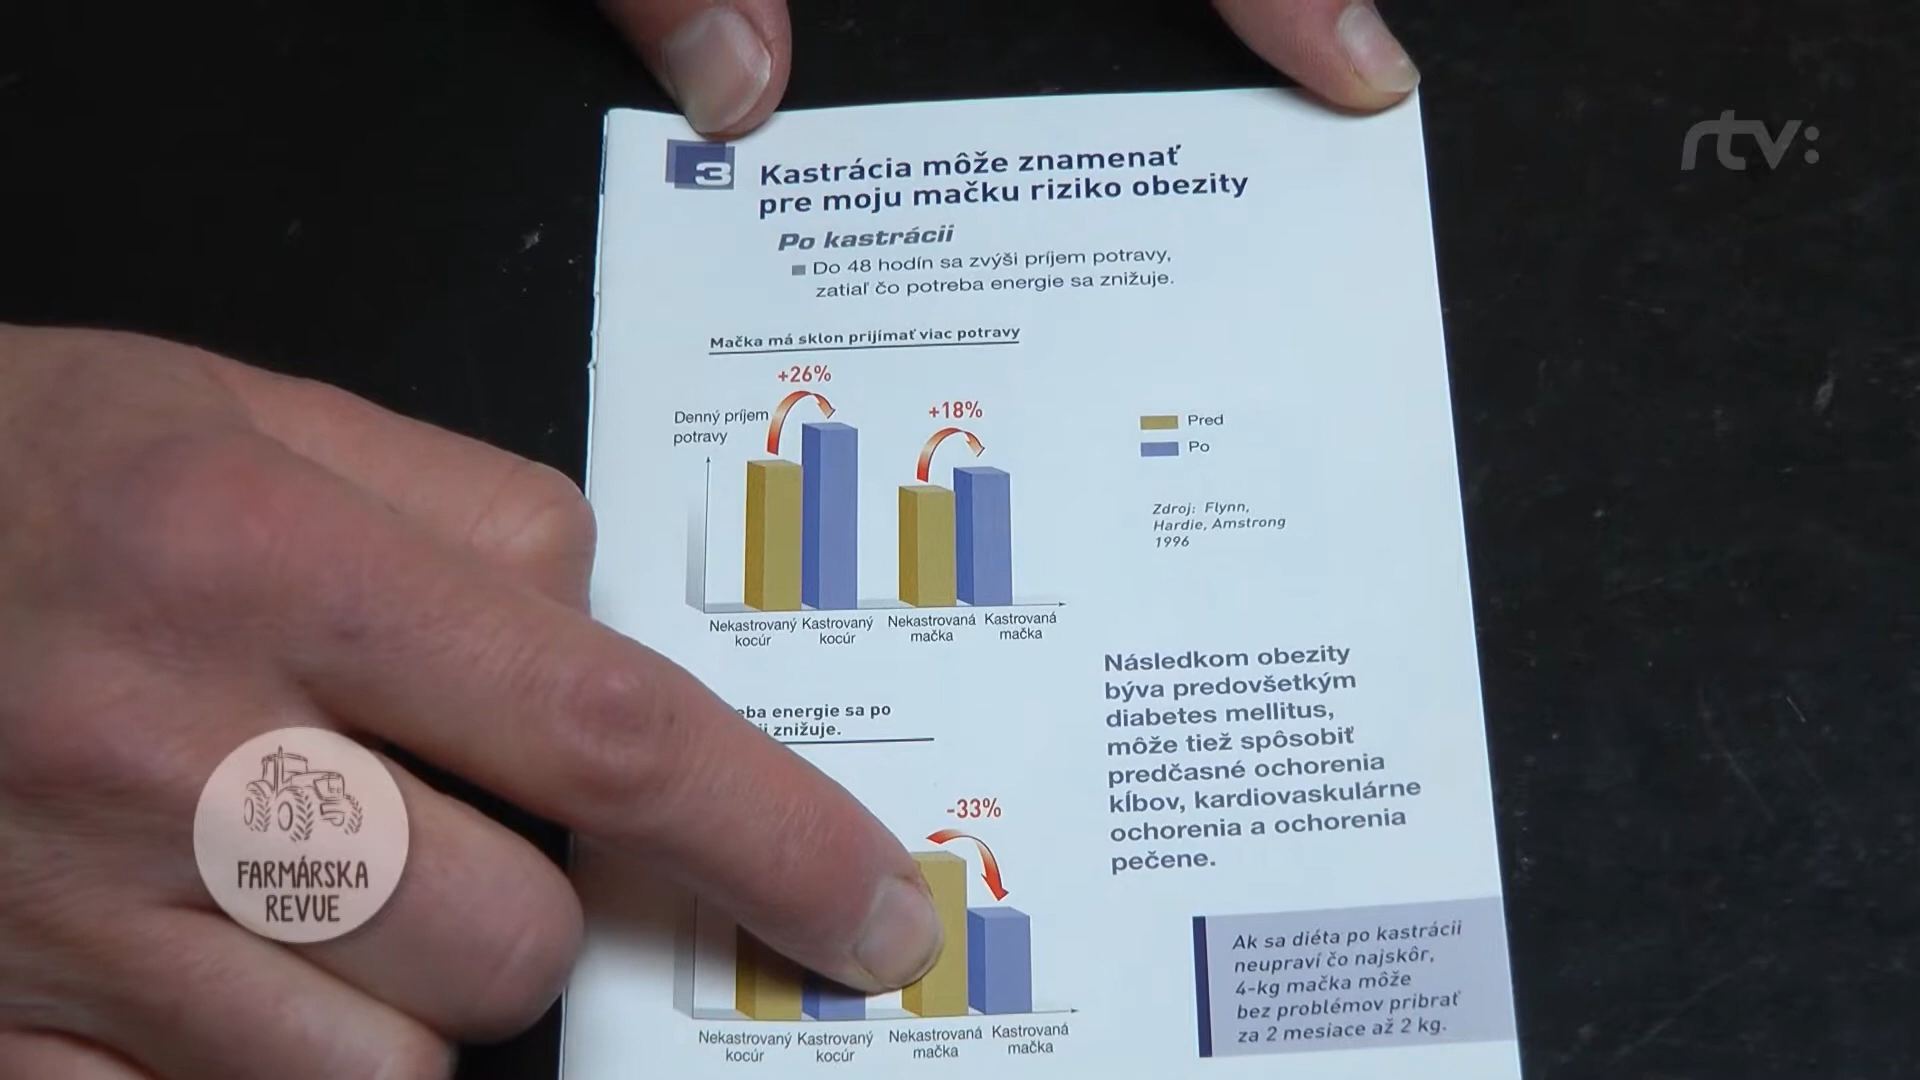 rtv:
3
Kastrácia môže znamenať
pre moju mačku riziko obezity
Po kastrácii
Do 48 hodín sa zvýši príjem potravy,
zatiaľ čo potreba energie sa znižuje.
Mačka má sklon prijímať viac potravy
+26%
+18%
Denný príjem
potravy
Pred
Po
Zdroj: Flynn,
Hardie, Amstrong
1996
Nekastrovaný Kastrovaný Nekastrovaná Kastrovaná
kocúr kocúr mačka mačka
energie sa po
znižuje.
-33%
Následkom obezity
býva predovšetkým
diabetes mellitus,
môže tiež spôsobiť
predčasné ochorenia
kĺbov, kardiovaskulárne
ochorenia a ochorenia
pečene.
Nekastrovaný Kastrovaný Nekastrovaná Kastrovaná
kocúr kocúr mačka mačka
Ak sa diéta po kastrácii
neupraví čo najskôr,
4-kg mačka môže
bez problémov pribrať
za 2 mesiace až 2 kg.
FARMÁRSKA
REVUE